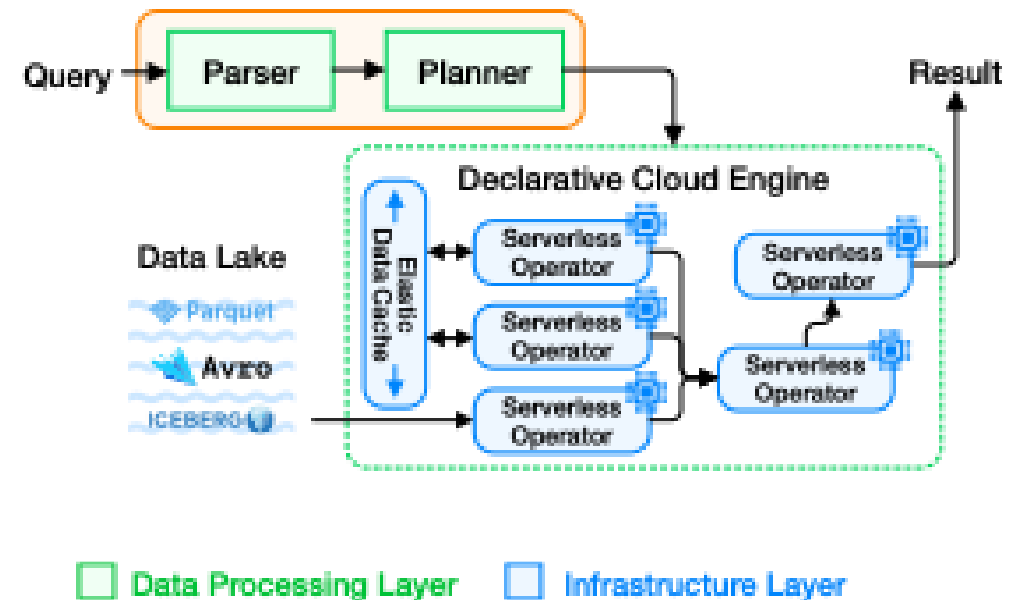 Query
Parser
Planner
Result
Declarative Cloud Engine
Elastic
Data Cache
Serverless
Operator
Serverless
Operator
Serverless
Operator
Serverless
Operator
Serverless
Operator
Data Lake
Parquet
Avro
ICEBERG
Data Processing Layer
Infrastructure Layer